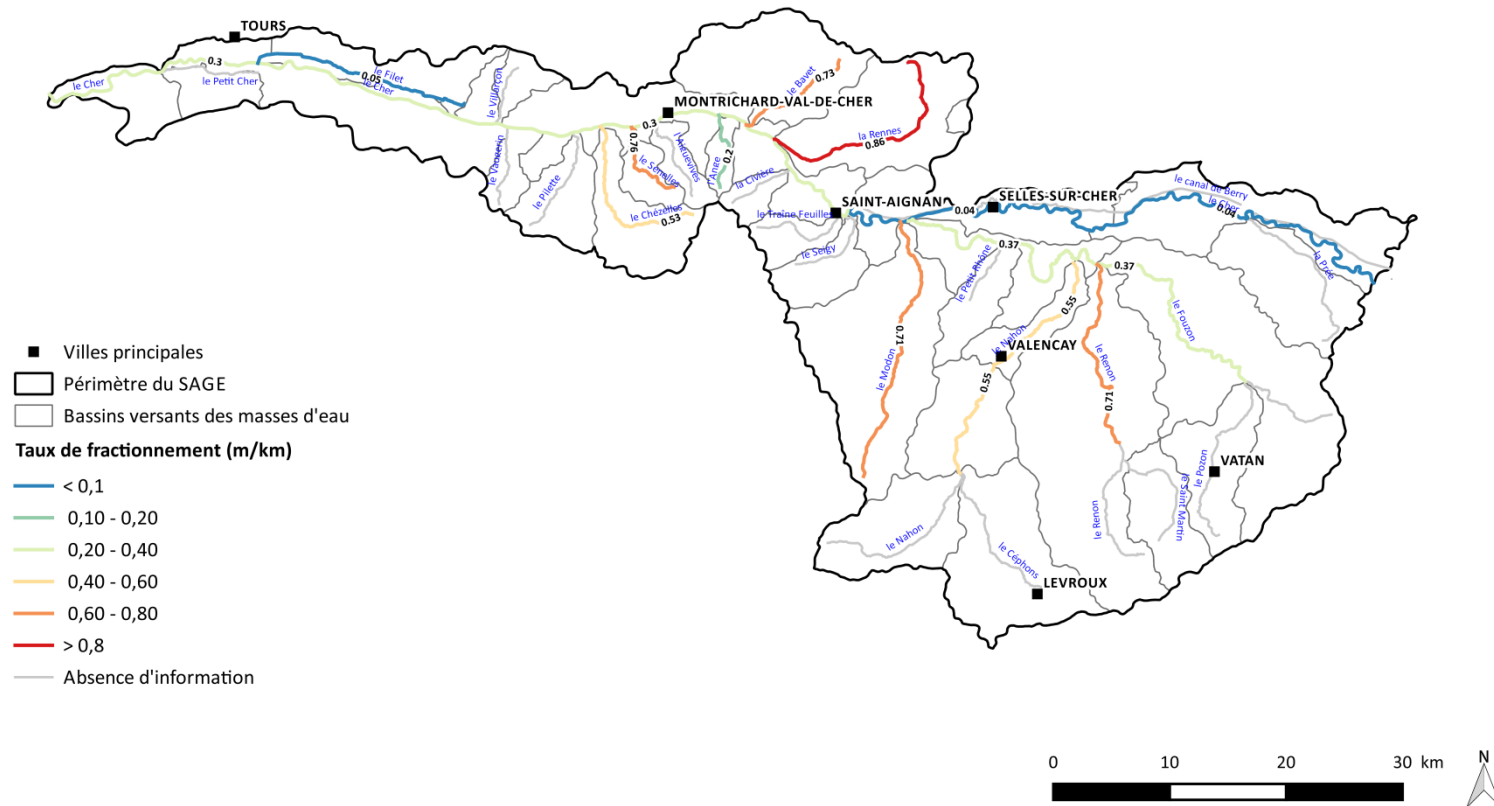 TOURS
0.3
le Cher
le Petit Cher
le Filet
0.05
le Cher
le Villarçon
MONTRICHARD-VAL-DE-CHER
le Bavet
0.73
la Rennes
0.86
0.3
0.76
le Senelles
l'Ange
0.2
la Civière
le Pilette
le Chézelles
0.53
SAINT-AIGNAN
le Traîne Feuilles
le Seigy
0.04
SELLES-SUR-CHER
le canal de Berry
le Cher
0.04
la Prée
0.37
0.37
le Petit Rhône
le Fouzon
0.55
le Nahon
VALENCAY
0.55
le Modon
0.71
le Renon
0.71
VATAN
le Pozon
le Saint Martin
le Renon
le Nahon
le Céphons
LEVROUX
Villes principales
Périmètre du SAGE
Bassins versants des masses d'eau
Taux de fractionnement (m/km)
< 0,1
0,10 - 0,20
0,20 - 0,40
0,40 - 0,60
0,60 - 0,80
> 0,8
Absence d'information
0 10 20 30 km
N